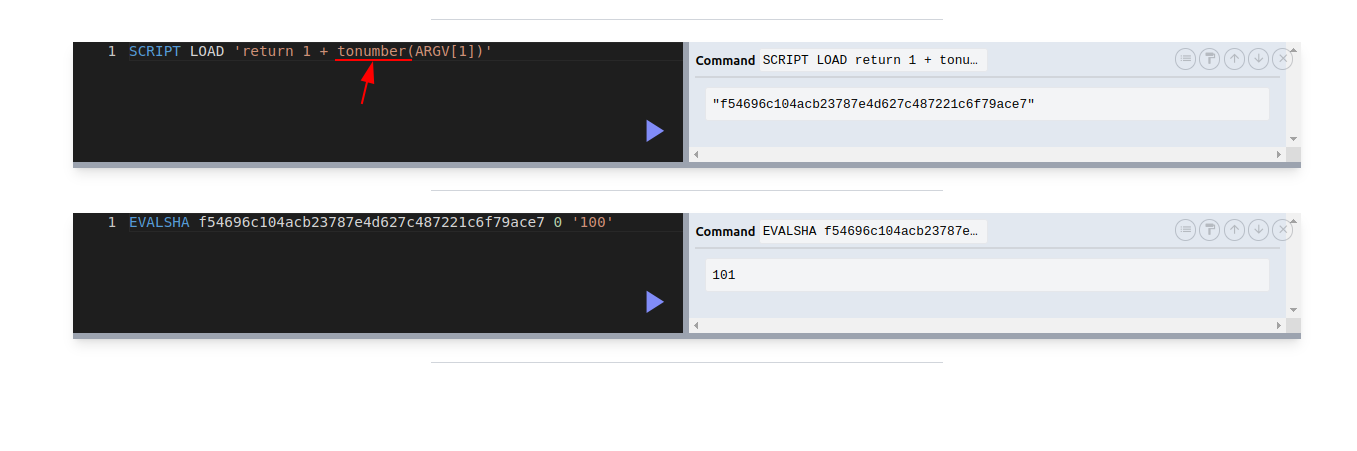 1 SCRIPT LOAD 'return 1 + tonumber(ARGV[1])'
Command SCRIPT LOAD return 1 + tonu…
"f54696c104acb23787e4d627c487221c6f79ace7"
1 EVALSHA f54696c104acb23787e4d627c487221c6f79ace7 0 '100'
Command EVALSHA f54696c104acb23787e…
101